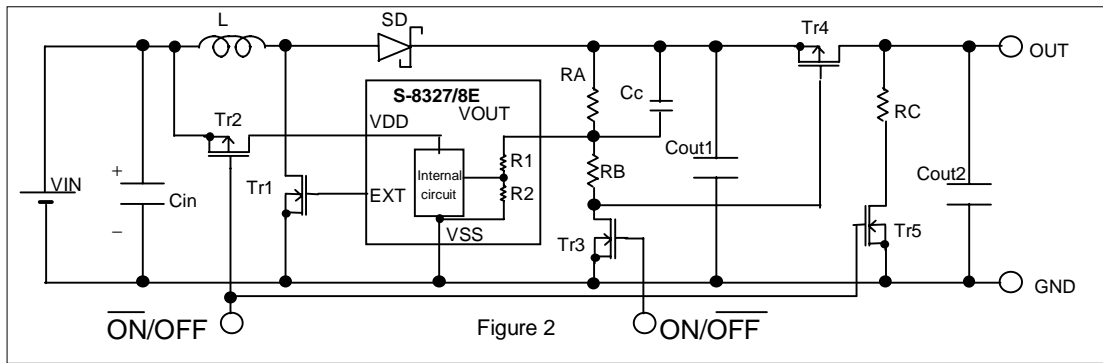 L
SD
Tr4
OUT
S-8327/8E
VOUT
RA
Cc
RC
Tr2
VDD
R1
Cout1
VIN
+
Cin
−
Tr1
EXT
Internal
circuit
R2
RB
Cout2
VSS
Tr3
Tr5
GND
ON/OFF
Figure 2
ON/OFF